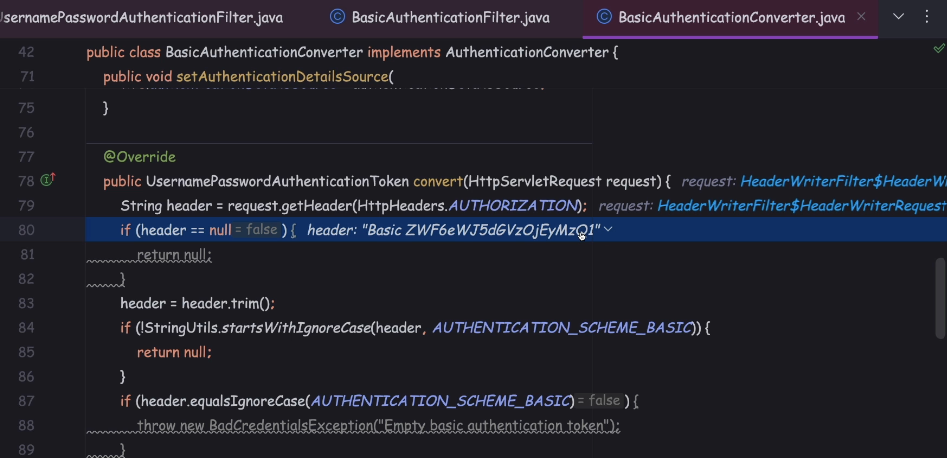 sernamePasswordAuthenticationFilter.java BasicAuthenticationFilter.java BasicAuthenticationConverter.java
42 public class BasicAuthenticationConverter implements AuthenticationConverter {
71 public void setAuthenticationDetailsSource(
75 }
76
77 @Override
78 public UsernamePasswordAuthenticationToken convert(HttpServletRequest request) { request: HeaderWriterFilter$HeaderW
79 String header = request.getHeader(HttpHeaders.AUTHORIZATION); request: HeaderWriterFilter$HeaderWriterRequest
80 if (header == null = false ) { header: "Basic ZWF6eWJ5dGVzOjEyMzQ1"
81 return null;
82 }
83 header = header.trim();
84 if (!StringUtils.startsWithIgnoreCase(header, AUTHENTICATION_SCHEME_BASIC)) {
85 return null;
86 }
87 if (header.equalsIgnoreCase(AUTHENTICATION_SCHEME_BASIC) = false ) {
88 throw new BadCredentialsException("Empty basic authentication token");
89 }